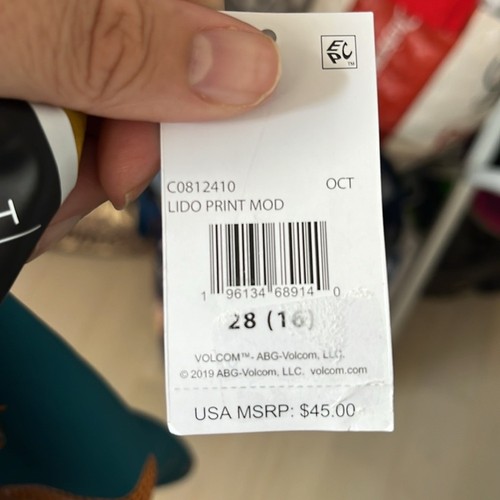 EPC™
C0812410 OCT
LIDO PRINT MOD
1 96134 68914 0
28 (16)
VOLCOM™- ABG-Volcom, LLC.
© 2019 ABG-Volcom, LLC. volcom.com
USA MSRP: $45.00